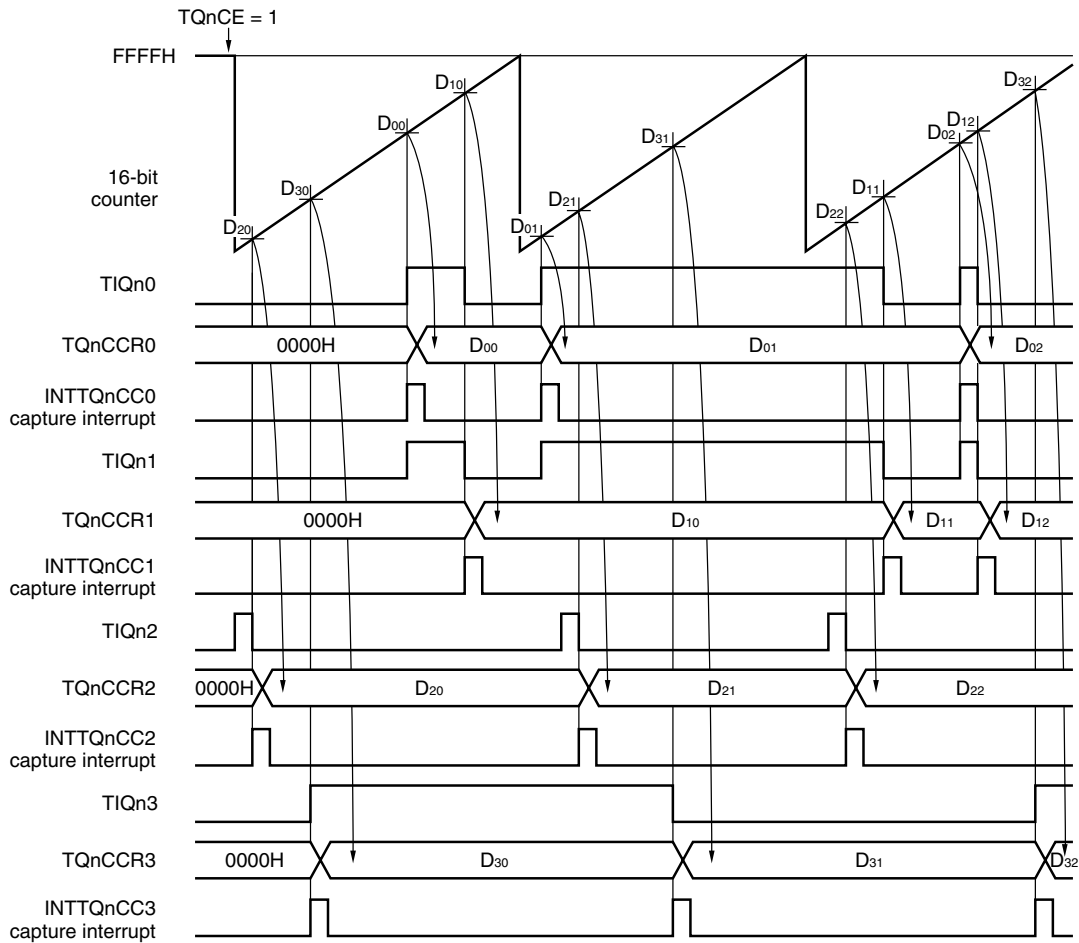 TQnCE = 1
FFFFH
D10
D32
D00
D12
D02
D31
16-bit
counter
D30
D21
D11
D22
D20
D01
TIQn0
TQnCCR0
0000H
D00
D01
D02
INTTQnCC0
capture interrupt
TIQn1
TQnCCR1
0000H
D10
D11
D12
INTTQnCC1
capture interrupt
TIQn2
TQnCCR2
0000H
D20
D21
D22
INTTQnCC2
capture interrupt
TIQn3
TQnCCR3
0000H
D30
D31
D32
INTTQnCC3
capture interrupt